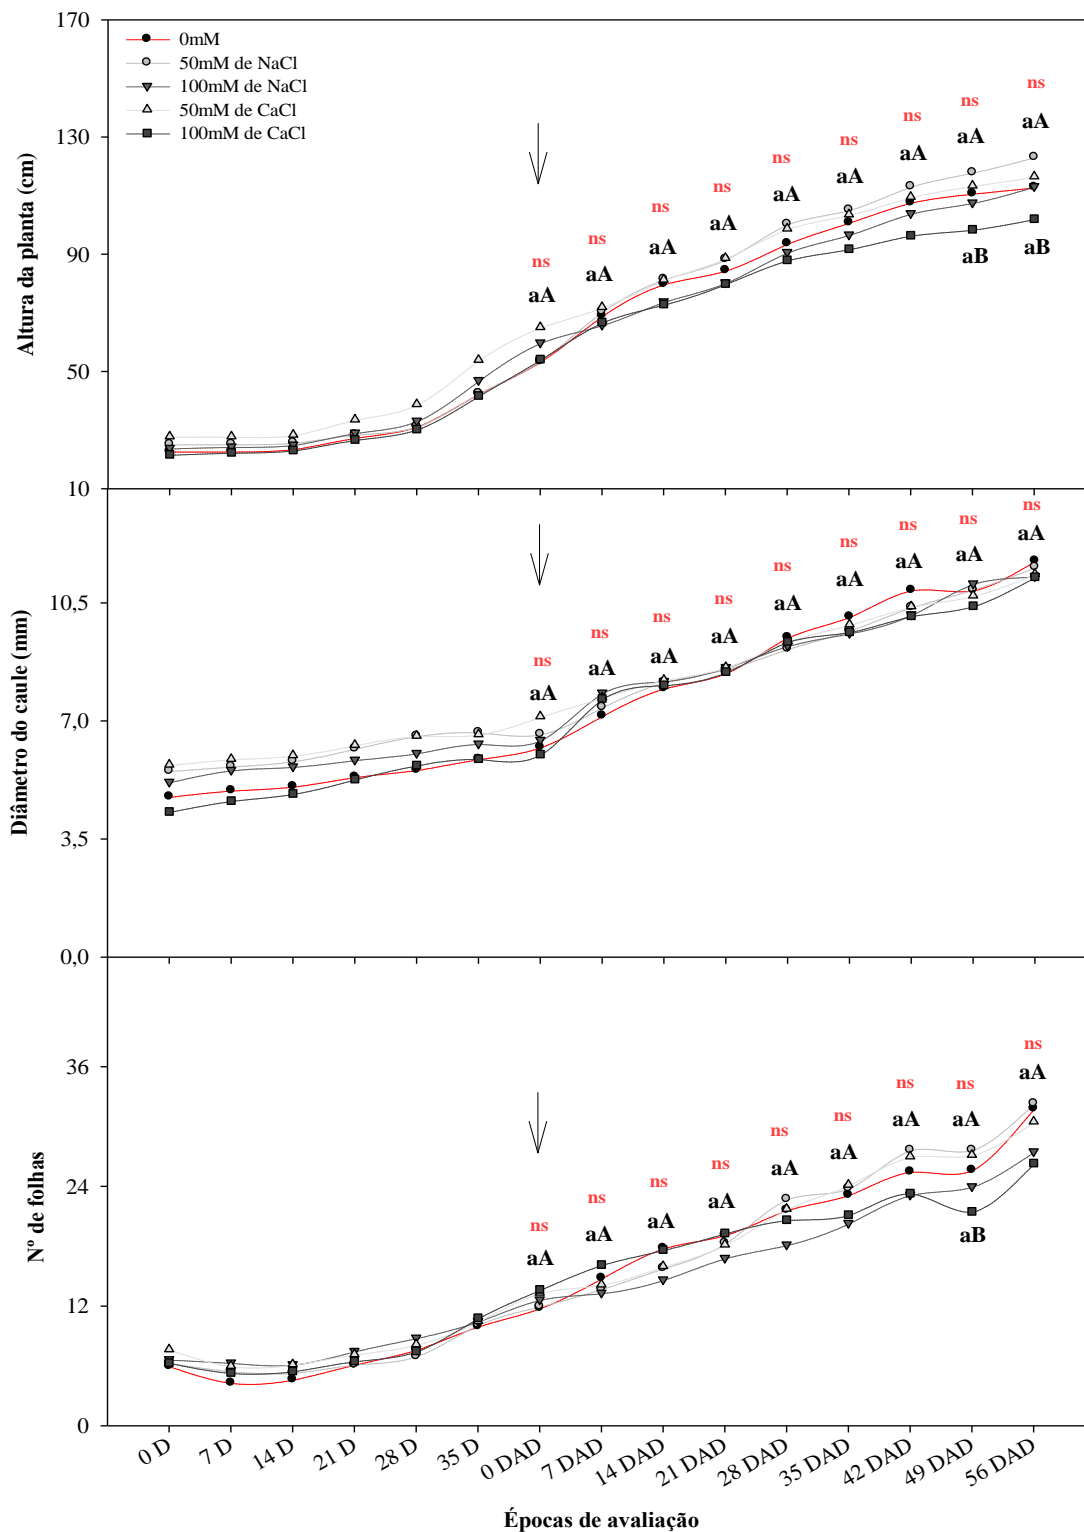 170
0mM
50mM de NaCl
100mM de NaCl
50mM de CaCl
100mM de CaCl
130
90
50
10
Altura da planta (cm)
ns ns ns ns ns ns ns ns ns
aA aA aA aA aA aA aA aA aA
aB aB
10,5
7,0
3,5
0,0
Diâmetro do caule (mm)
ns ns ns ns ns ns ns ns ns
aA aA aA aA aA aA aA aA aA
36
24
12
0
Nº de folhas
ns ns ns ns ns ns ns ns ns
aA aA aA aA aA aA aA aA aA
aB
0 D
7 D
14 D
21 D
28 D
35 D
0 DAD
7 DAD
14 DAD
21 DAD
28 DAD
35 DAD
42 DAD
49 DAD
56 DAD
Épocas de avaliação